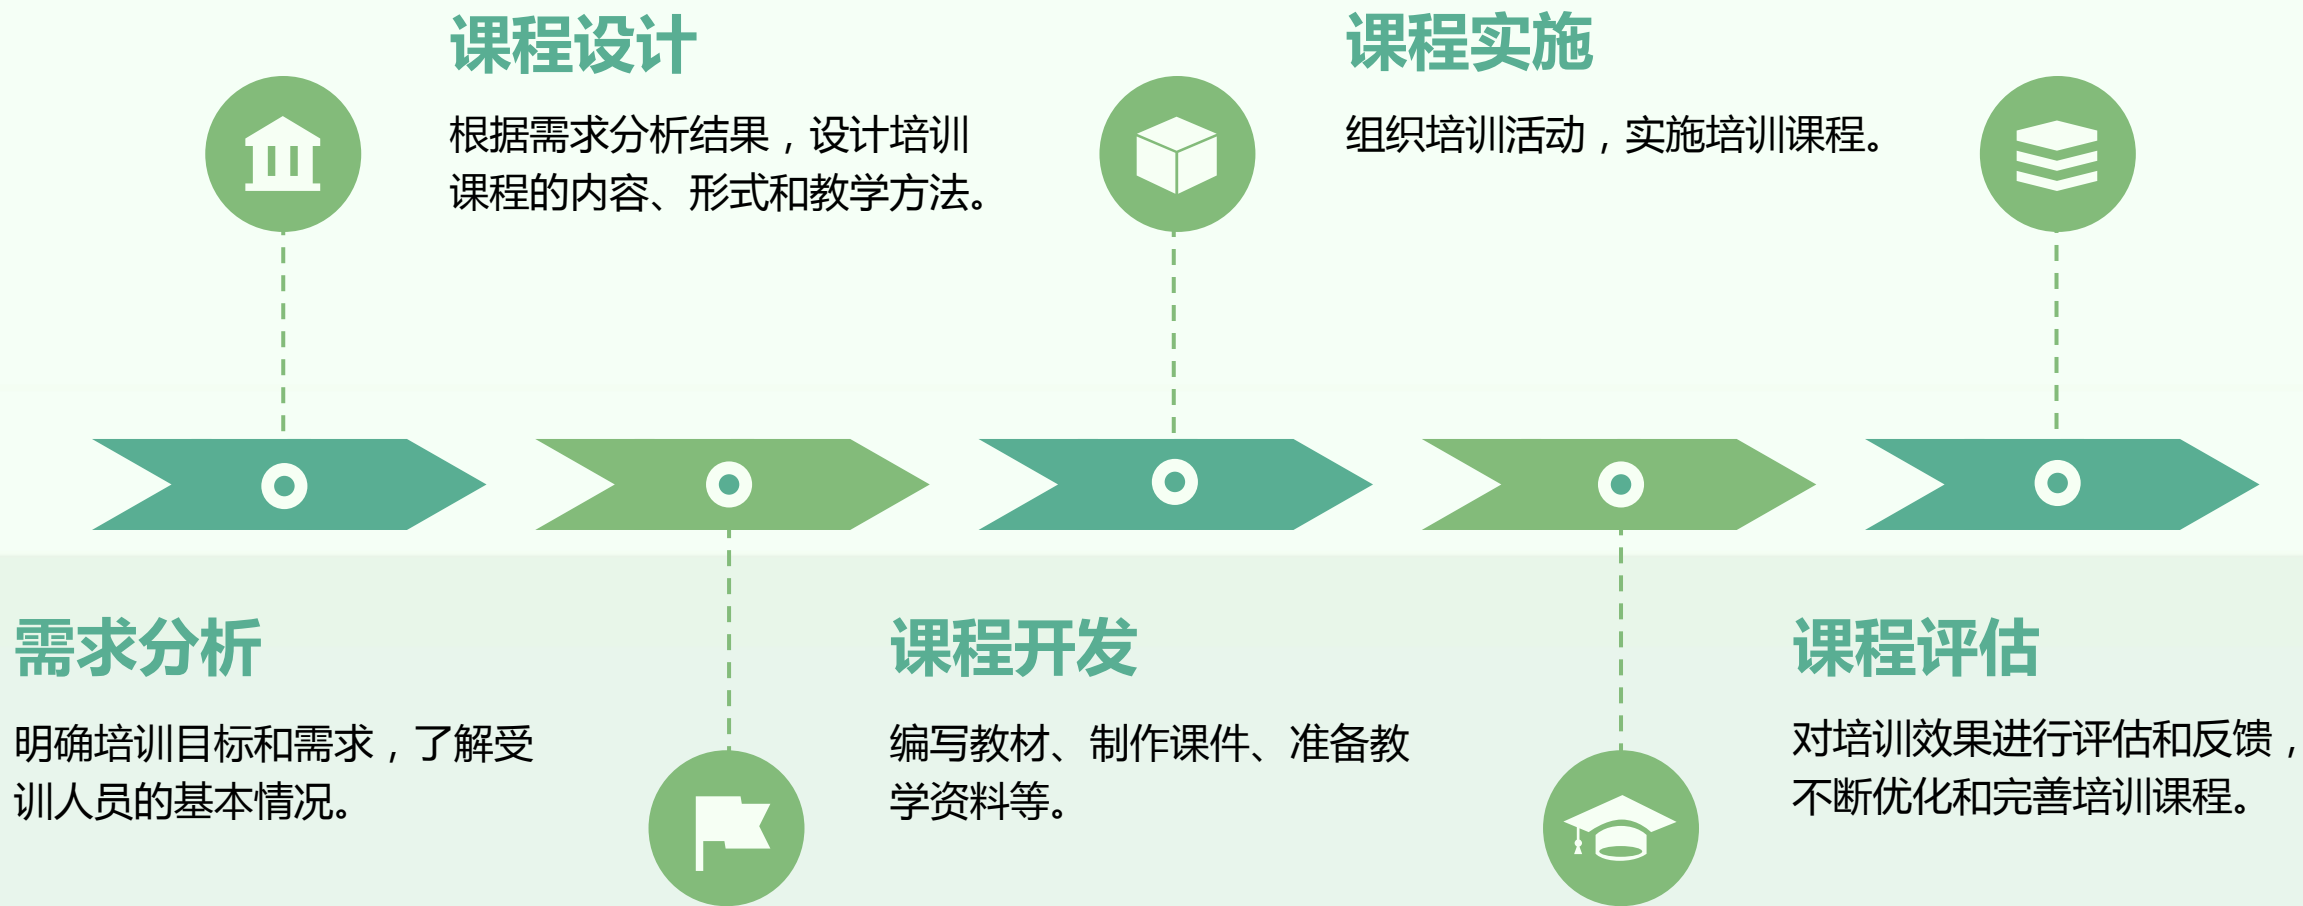 课程设计
根据需求分析结果，设计培训
课程的内容、形式和教学方法。
课程实施
组织培训活动，实施培训课程。
需求分析
明确培训目标和需求，了解受
训人员的基本情况。
课程开发
编写教材、制作课件、准备教
学资料等。
课程评估
对培训效果进行评估和反馈，
不断优化和完善培训课程。